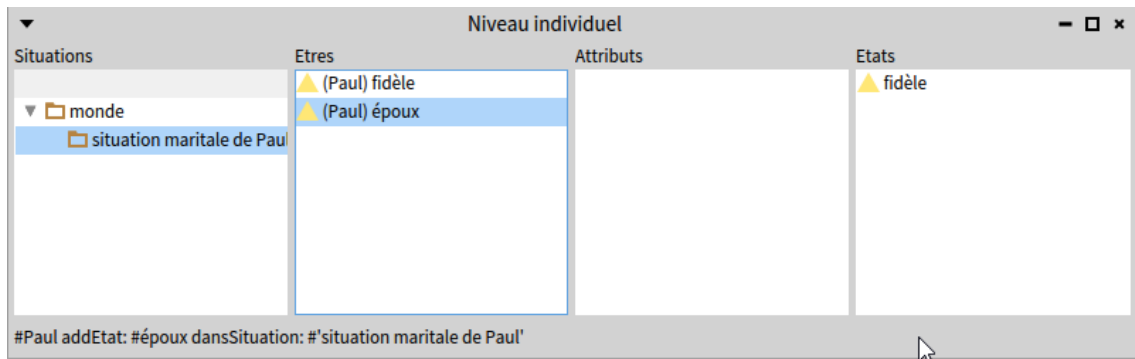 Niveau individuel
Situations Etres Attributs Etats
(Paul) fidèle fidèle
monde (Paul) époux
situation maritale de Paul
#Paul addEtat: #époux dansSituation: #'situation maritale de Paul'